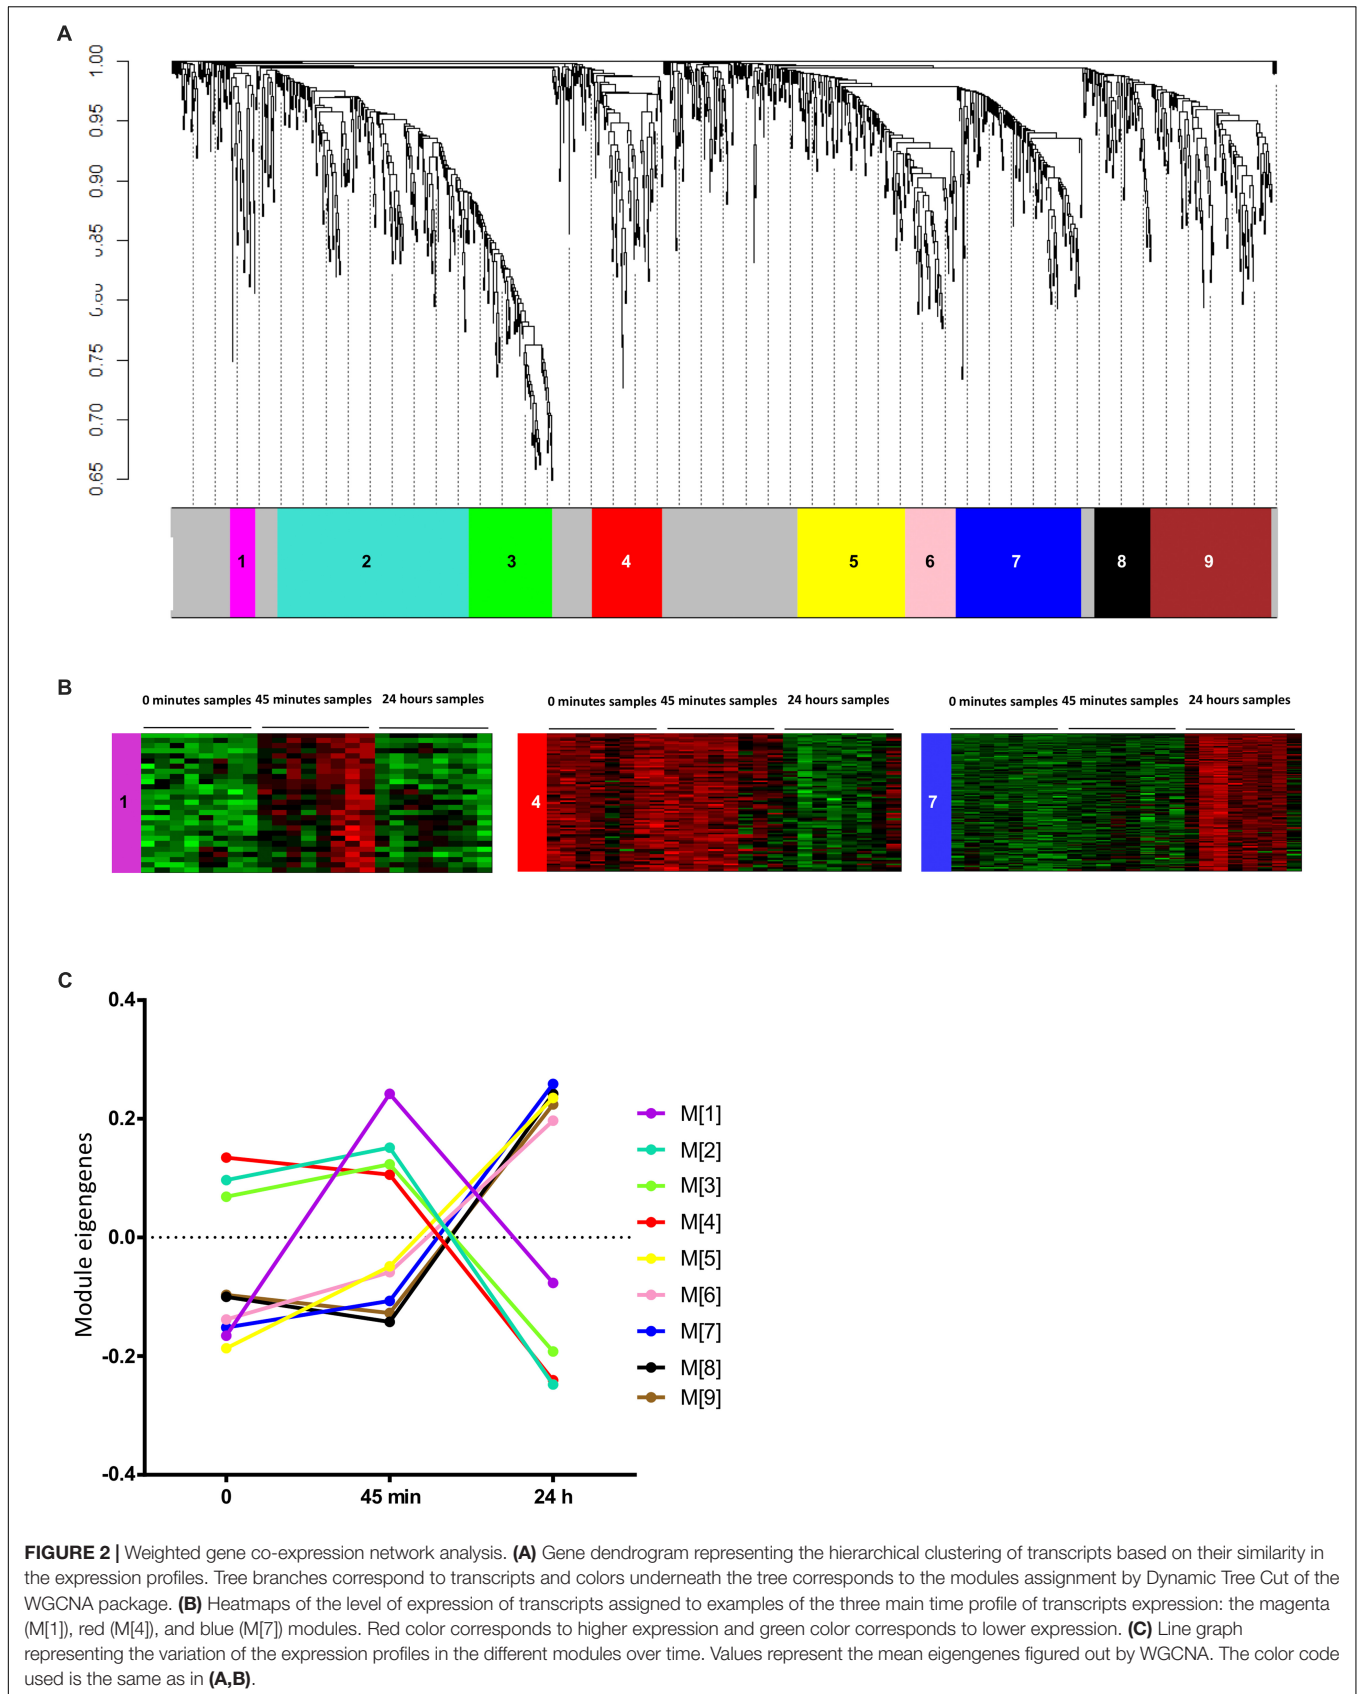 A
1.00
0.95
0.90
0.85
0.80
0.75
0.70
0.65
1 2 3 4 5 6 7 8 9
B
0 minutes samples 45 minutes samples 24 hours samples
0 minutes samples 45 minutes samples 24 hours samples
0 minutes samples 45 minutes samples 24 hours samples
1
4
7
C
0.4
0.2
0.0
-0.2
-0.4
Module eigengenes
0 45 min 24 h
M[1]
M[2]
M[3]
M[4]
M[5]
M[6]
M[7]
M[8]
M[9]
FIGURE 2 | Weighted gene co-expression network analysis. (A) Gene dendrogram representing the hierarchical clustering of transcripts based on their similarity in
the expression profiles. Tree branches correspond to transcripts and colors underneath the tree corresponds to the modules assignment by Dynamic Tree Cut of the
WGCNA package. (B) Heatmaps of the level of expression of transcripts assigned to examples of the three main time profile of transcripts expression: the magenta
(M[1]), red (M[4]), and blue (M[7]) modules. Red color corresponds to higher expression and green color corresponds to lower expression. (C) Line graph
representing the variation of the expression profiles in the different modules over time. Values represent the mean eigengenes figured out by WGCNA. The color code
used is the same as in (A,B).